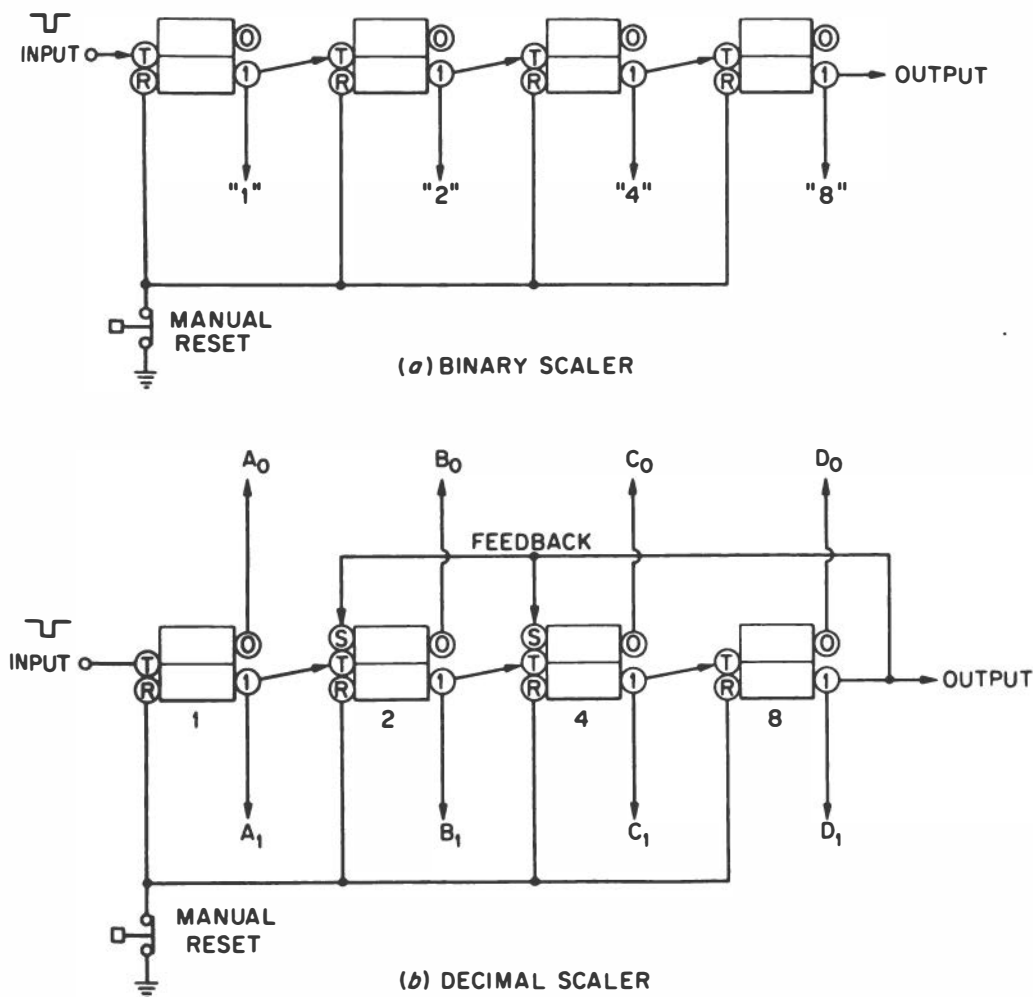 O O O O
INPUT T T T T
R 1 R 1 R 1 R 1 OUTPUT
"1" "2" "4" "8"
MANUAL
RESET
(a) BINARY SCALER
A0 B0 C0 D0
FEEDBACK
S S
O O O O
INPUT T T T T
R 1 R 1 R 1 R 1 OUTPUT
1 2 4 8
A1 B1 C1 D1
MANUAL
RESET
(b) DECIMAL SCALER